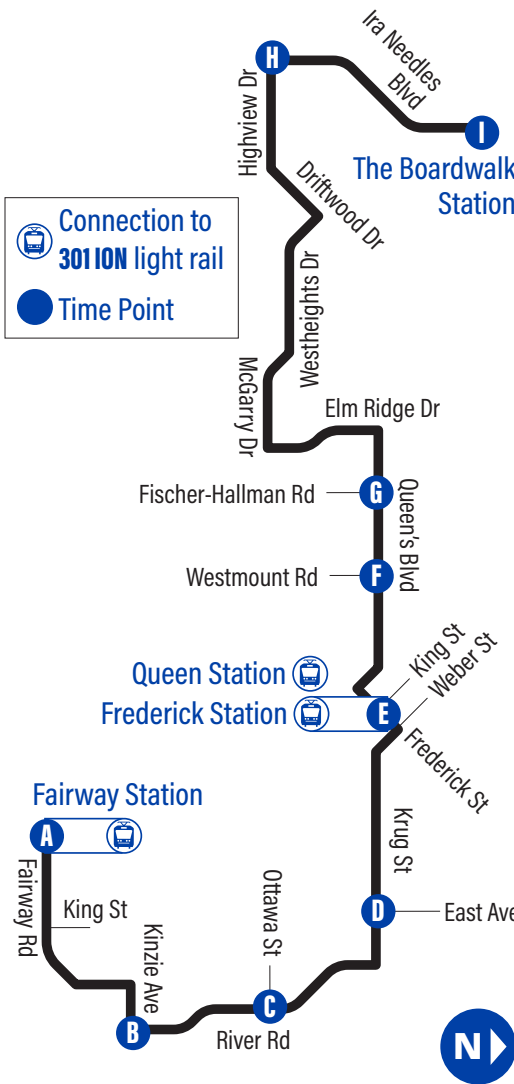 Ira Needles
Blvd
H
Highview Dr
I
The Boardwalk
Station
Driftwood Dr
Connection to
301 ION light rail
Time Point
Westheights Dr
McGarry Dr
Elm Ridge Dr
G
Fischer-Hallman Rd
Queen's Blvd
F
Westmount Rd
King St
Weber St
Queen Station
Frederick Station
E
Frederick St
Fairway Station
A
Krug St
Fairway Rd
King St
Kinzie Ave
Ottawa St
D
East Ave
C
B
River Rd
N